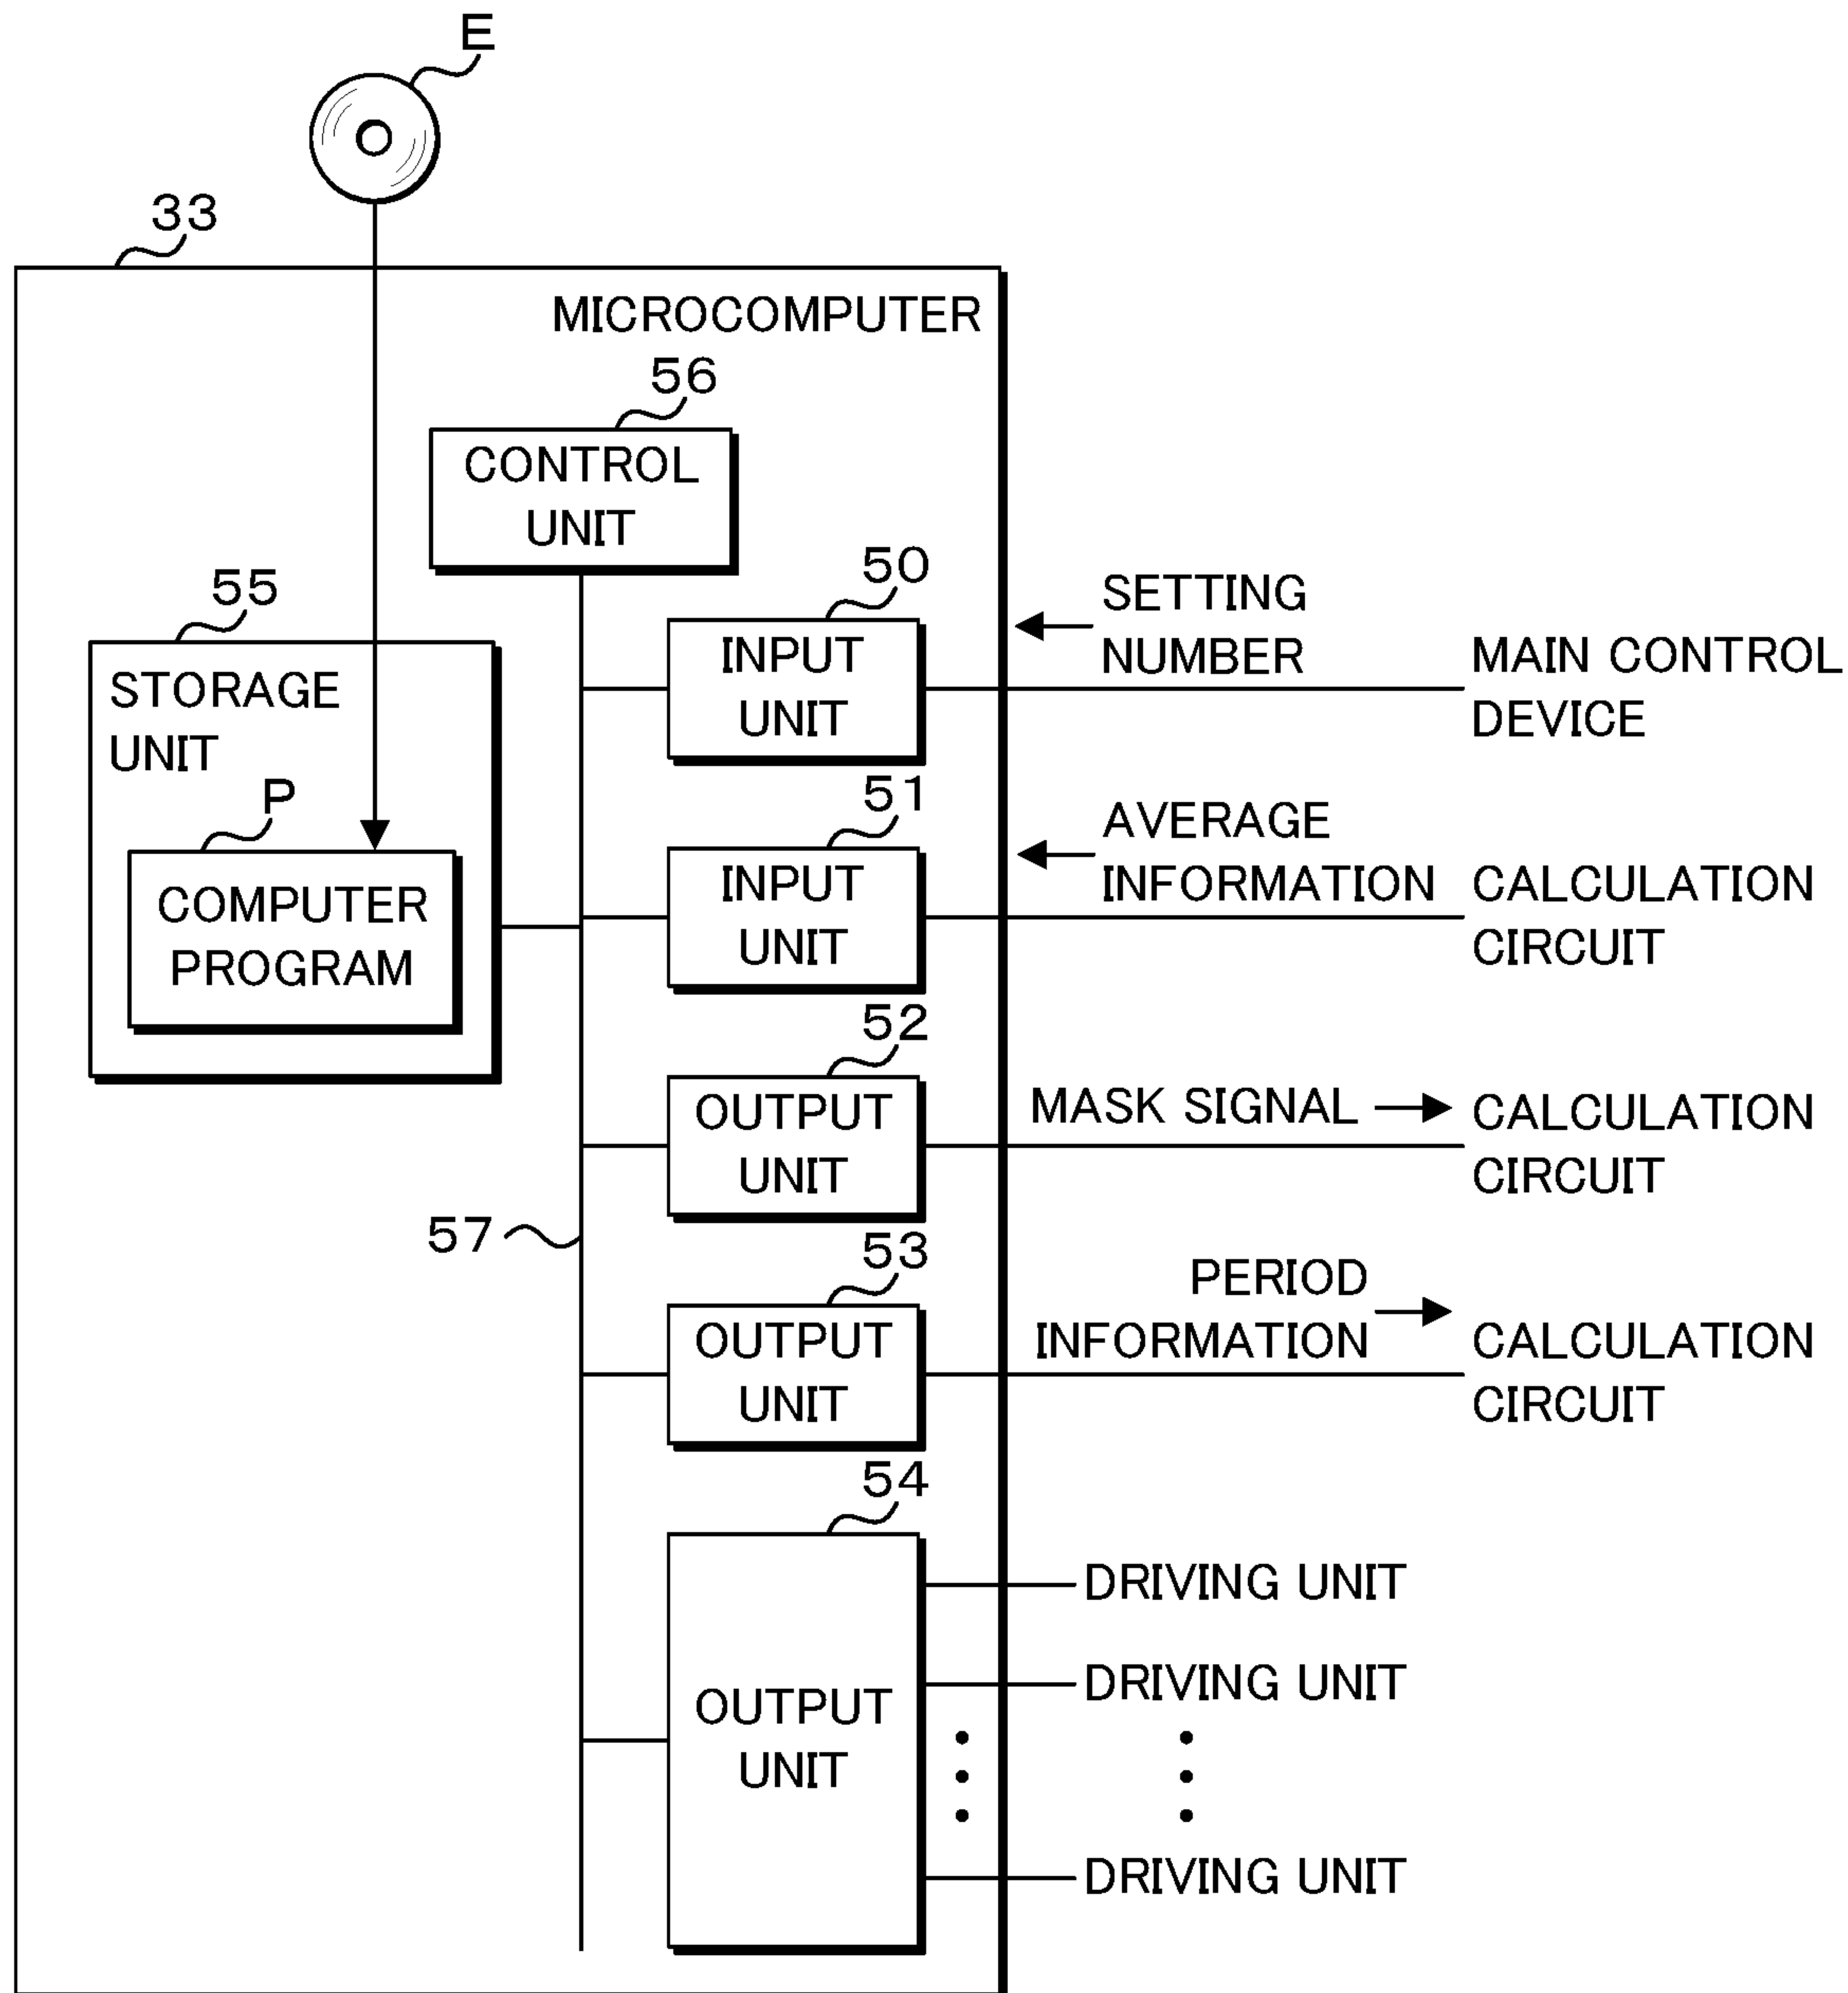 E
33
MICROCOMPUTER
56
CONTROL
UNIT
55
STORAGE
UNIT
P
COMPUTER
PROGRAM
50
INPUT
UNIT
SETTING
NUMBER
MAIN CONTROL
DEVICE
51
INPUT
UNIT
AVERAGE
INFORMATION
CALCULATION
CIRCUIT
52
OUTPUT
UNIT
MASK SIGNAL
CALCULATION
CIRCUIT
57
53
OUTPUT
UNIT
PERIOD
INFORMATION
CALCULATION
CIRCUIT
54
OUTPUT
UNIT
DRIVING UNIT
DRIVING UNIT
DRIVING UNIT